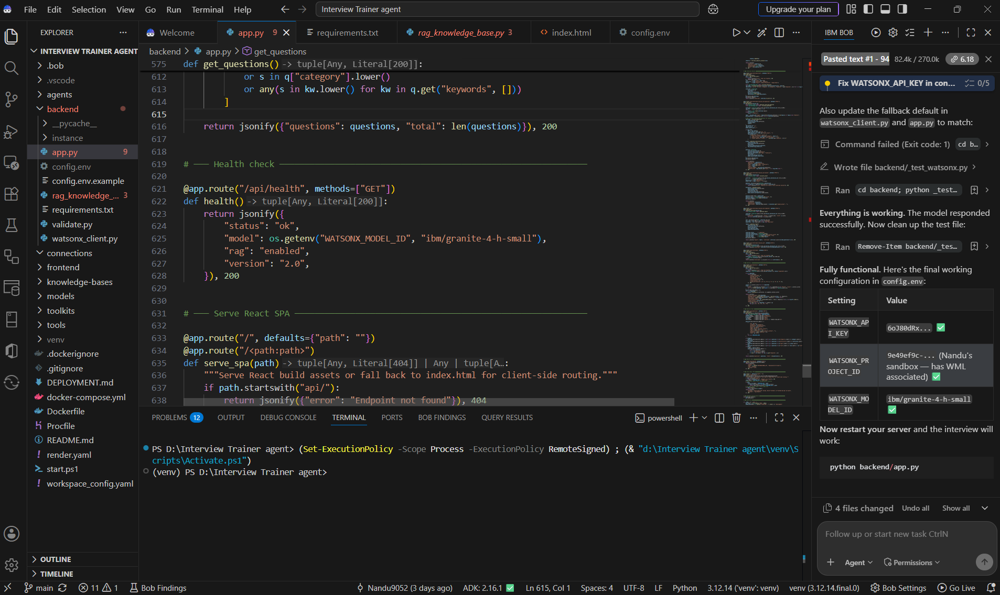 File Edit Selection View Go Run Terminal Help
Interview Trainer agent
Upgrade your plan
EXPLORER
INTERVIEW TRAINER AGENT
.bob
.vscode
agents
backend
__pycache__
instance
app.py 9
config.env
config.env.example
rag_knowledge_... 3
requirements.txt
validate.py
watsonx_client.py
connections
frontend
knowledge-bases
models
toolkits
tools
venv
.dockerignore
.gitignore
DEPLOYMENT.md
docker-compose.yml
Dockerfile
Procfile
README.md
render.yaml
start.ps1
workspace_config.yaml
OUTLINE
TIMELINE
Welcome
app.py 9
requirements.txt
rag_knowledge_base.py 3
index.html
config.env
backend > app.py > get_questions
575 def get_questions() -> tuple[Any, Literal[200]]:
612 or s in q["category"].lower()
613 or any(s in kw.lower() for kw in q.get("keywords", []))
614 ]
615
616 return jsonify({"questions": questions, "total": len(questions)}), 200
617
618
619 # ── Health check ──────────
620
621 @app.route("/api/health", methods=["GET"])
622 def health() -> tuple[Any, Literal[200]]:
623 return jsonify({
624 "status": "ok",
625 "model": os.getenv("WATSONX_MODEL_ID", "ibm/granite-4-h-small"),
626 "rag": "enabled",
627 "version": "2.0",
628 }), 200
629
630
631 # ── Serve React SPA ──────────
632
633 @app.route("/", defaults={"path": ""})
634 @app.route("/<path:path>")
635 def serve_spa(path) -> tuple[Any, Literal[404]] | Any | tuple[A…:
636 """Serve React build assets or fall back to index.html for client-side routing."""
637 if path.startswith("api/"):
638 return jsonify({"error": "Endpoint not found"}), 404
PROBLEMS 12 OUTPUT DEBUG CONSOLE TERMINAL PORTS BOB FINDINGS QUERY RESULTS
powershell
PS D:\Interview Trainer agent> (Set-ExecutionPolicy -Scope Process -ExecutionPolicy RemoteSigned) ; (& "d:\Interview Trainer agent\venv\S
cripts\Activate.ps1")
(venv) PS D:\Interview Trainer agent>
IBM BOB
Pasted text #1 - 94 82.4k / 270.0k 6.18
Fix WATSONX_API_KEY in con... 0/5
Also update the fallback default in
watsonx_client.py and app.py to match:
Command failed (Exit code: 1) cd b...
Wrote file backend/_test_watsonx.py
Ran cd backend; python _test...
Everything is working. The model responded
successfully. Now clean up the test file:
Ran Remove-Item backend/_tes...
Fully functional. Here's the final working
configuration in config.env:
Setting Value
WATSONX_AP
I_KEY
6oJ80dRx... ✅
WATSONX_PR
OJECT_ID
9e49ef9c-... (Nandu's
sandbox — has WML
associated) ✅
WATSONX_MO
DEL_ID
ibm/granite-4-h-small
✅
Now restart your server and the interview will
work:
python backend/app.py
4 files changed Undo all Show all
Follow up or start new task CtrlN
Agent Permissions
main 11 1 Bob Findings Nandu9052 (3 days ago) ADK: 2.16.1 ✅ Ln 615, Col 1 Spaces: 4 UTF-8 LF Python 3.12.14 ('venv': venv) venv (3.12.14.final.0) Bob Settings Go Live